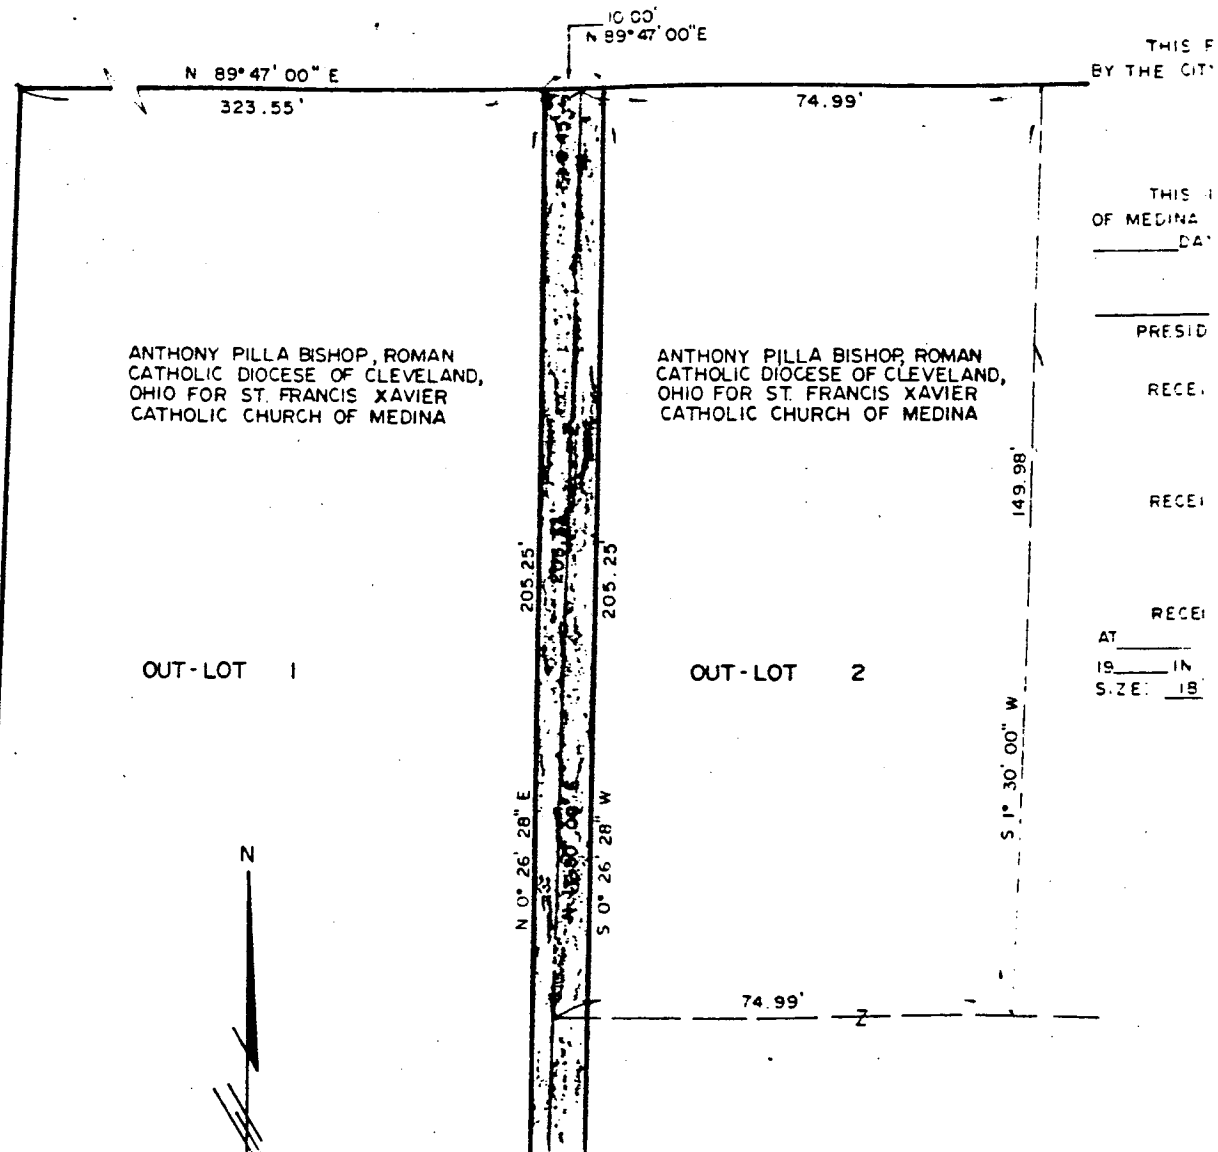 10.00'
N 89° 47' 00" E
N 89° 47' 00" E
323.55'
74.99'
BY THE
THIS
OF MEDINA
ANTHONY PILLA BISHOP, ROMAN
CATHOLIC DIOCESE OF CLEVELAND,
OHIO FOR ST. FRANCIS XAVIER
CATHOLIC CHURCH OF MEDINA
ANTHONY PILLA BISHOP, ROMAN
CATHOLIC DIOCESE OF CLEVELAND,
OHIO FOR ST. FRANCIS XAVIER
CATHOLIC CHURCH OF MEDINA
149.98'
205.25'
205.25'
OUT-LOT 1
OUT-LOT 2
AT
19 IN
SIZE: 18
S 1° 30' 00" W
N 0° 26' 28" E
S 0° 26' 28" W
N
74.99'
Z